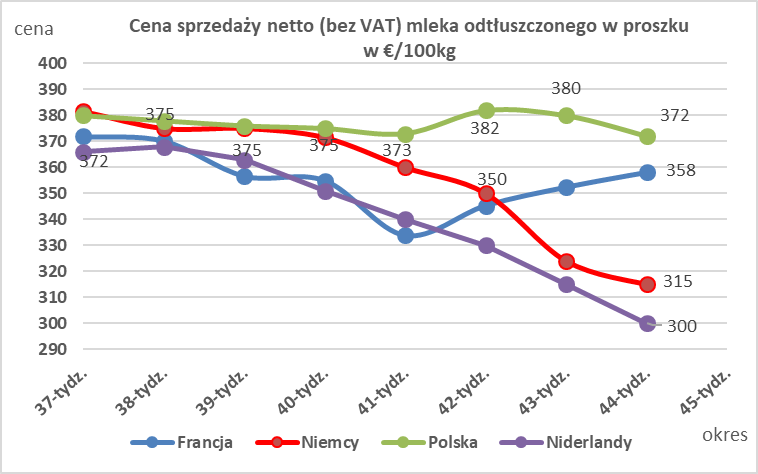 cena
Cena sprzedaży netto (bez VAT) mleka odtłuszczonego w proszku
w €/100kg
400
390
380
370
360
350
340
330
320
310
300
290
372
375
375
375
373
382
350
380
372
358
315
300
37-tydz.
38-tydz.
39-tydz.
40-tydz.
41-tydz.
42-tydz.
43-tydz.
44-tydz.
45-tydz.
okres
Francja
Niemcy
Polska
Niderlandy